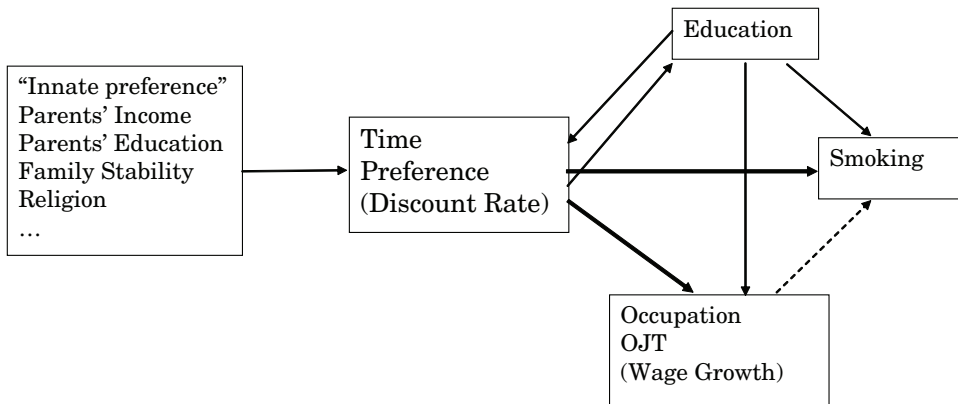 Education
“Innate preference”
Parents’ Income
Parents’ Education
Family Stability
Religion
…
Time
Preference
(Discount Rate)
Smoking
Occupation
OJT
(Wage Growth)